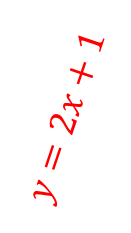 y = 2x + 1